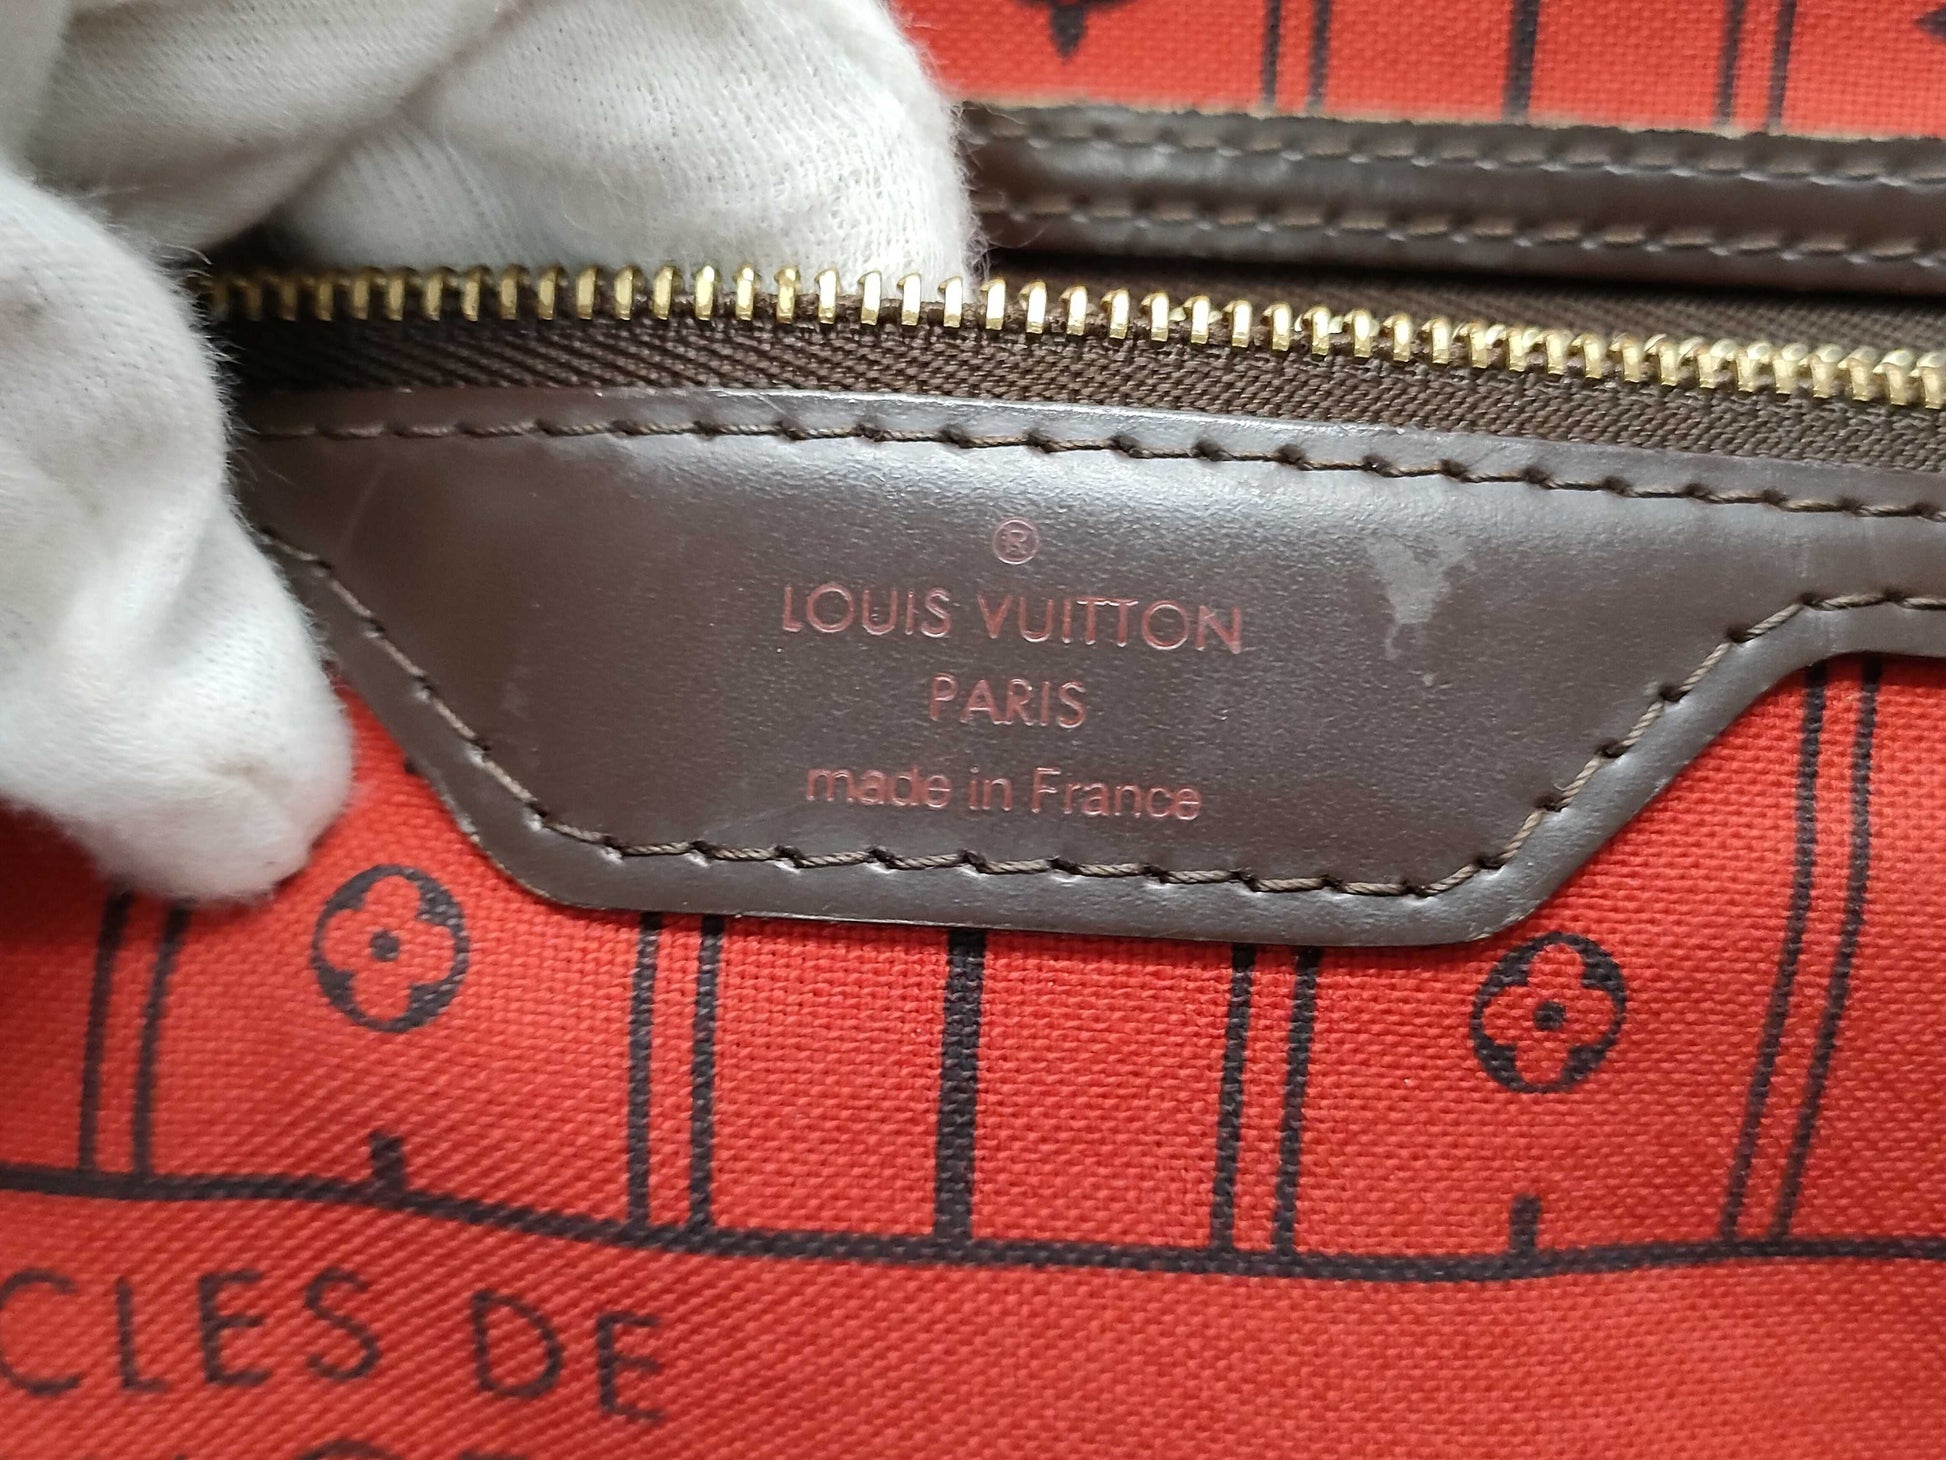 ®
LOUIS VUITTON
PARIS
made in France
CLES DE